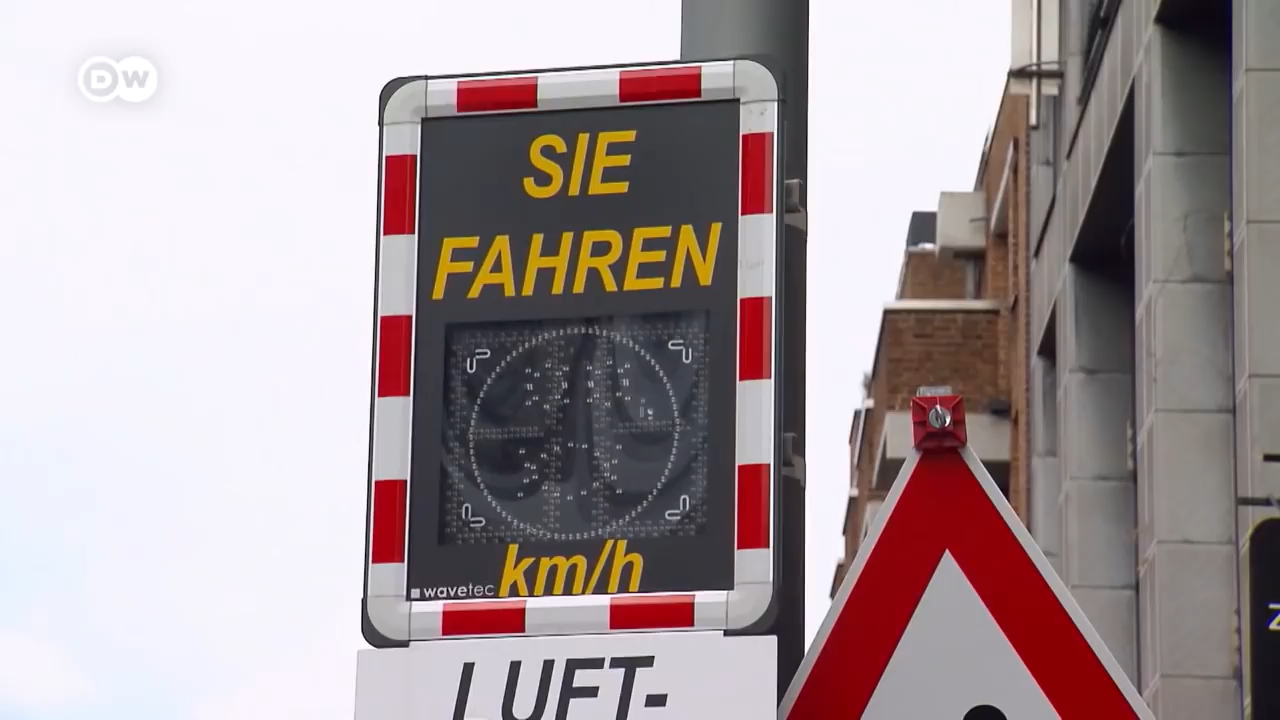 DW
SIE
FAHREN
km/h
wavetec
LUFT-